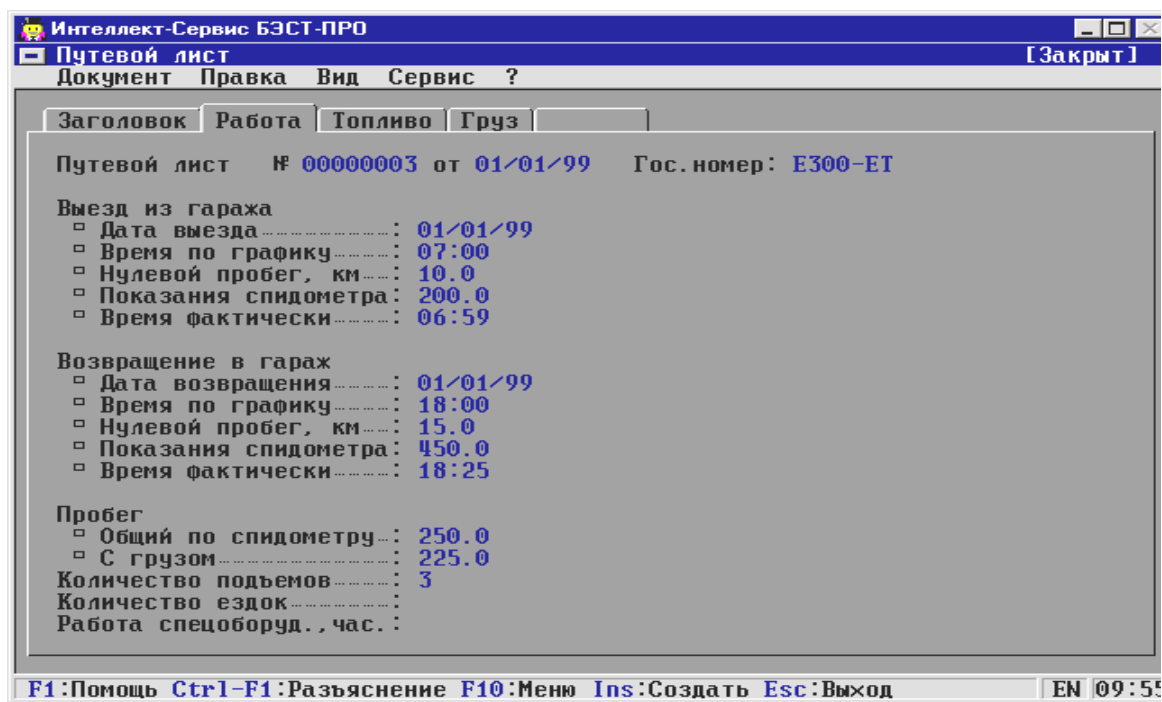 Интеллект-Сервис БЭСТ-ПРО
Путевой лист [Закрыт]
Документ Правка Вид Сервис ?
Заголовок Работа Топливо Груз
Путевой лист № 00000003 от 01/01/99 Гос.номер: Е300-ЕТ
Выезд из гаража
Дата выезда: 01/01/99
Время по графику: 07:00
Нулевой пробег, км: 10.0
Показания спидометра: 200.0
Время фактически: 06:59
Возвращение в гараж
Дата возвращения: 01/01/99
Время по графику: 18:00
Нулевой пробег, км: 15.0
Показания спидометра: 450.0
Время фактически: 18:25
Пробег
Общий по спидометру: 250.0
С грузом: 225.0
Количество подъемов: 3
Количество ездок:
Работа спецоборуд.,час.:
F1:Помощь Ctrl-F1:Разъяснение F10:Меню Ins:Создать Esc:Выход EN 09:55